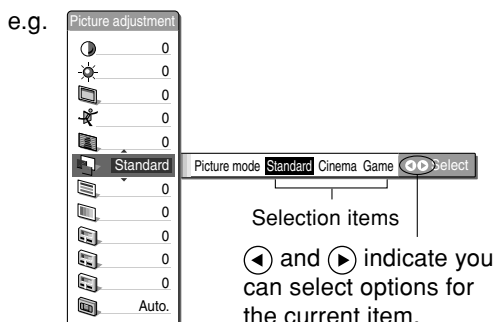 e.g.
Picture adjustment
0
0
0
0
0
Standard
Picture mode Standard Cinema Game Select
0
0
0
0
0
Auto.
Selection items
and indicate you
can select options for
the current item.